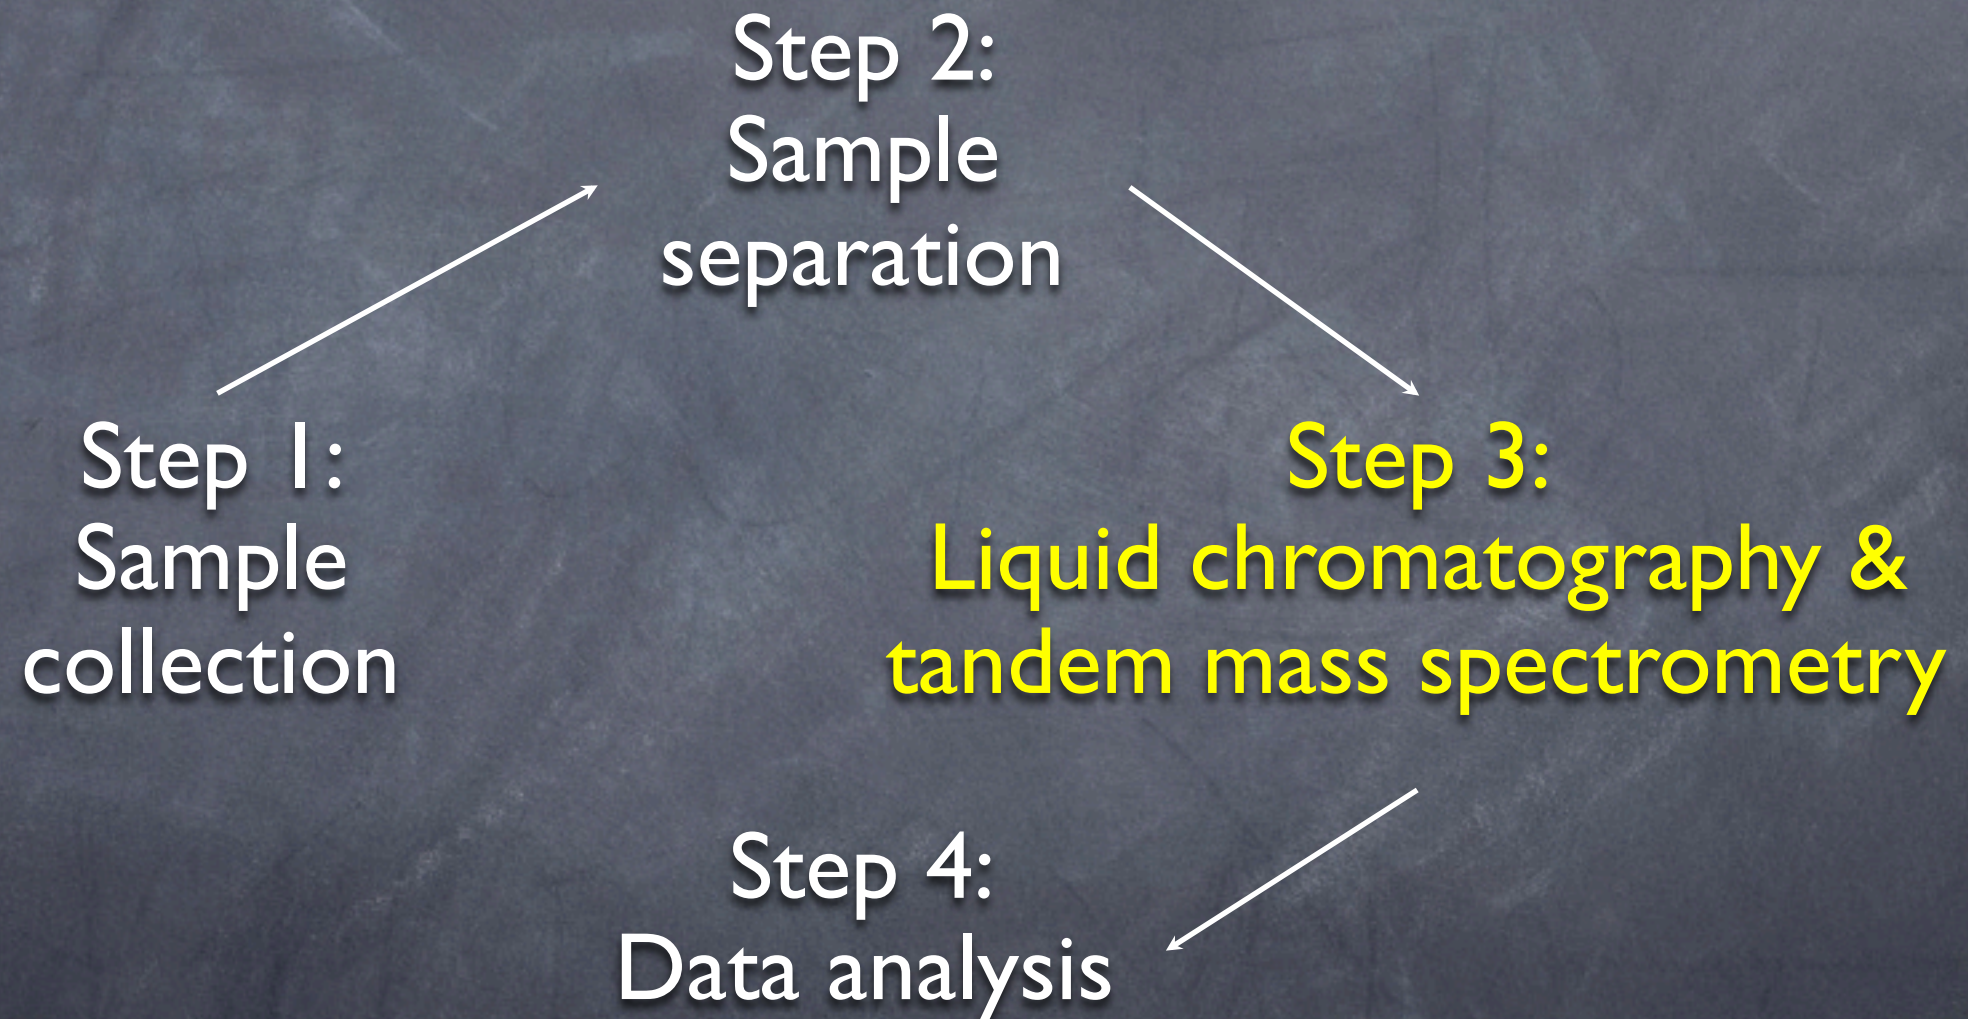 Step 1:
Sample
collection
Step 2:
Sample
separation
Step 3:
Liquid chromatography &
tandem mass spectrometry
Step 4:
Data analysis